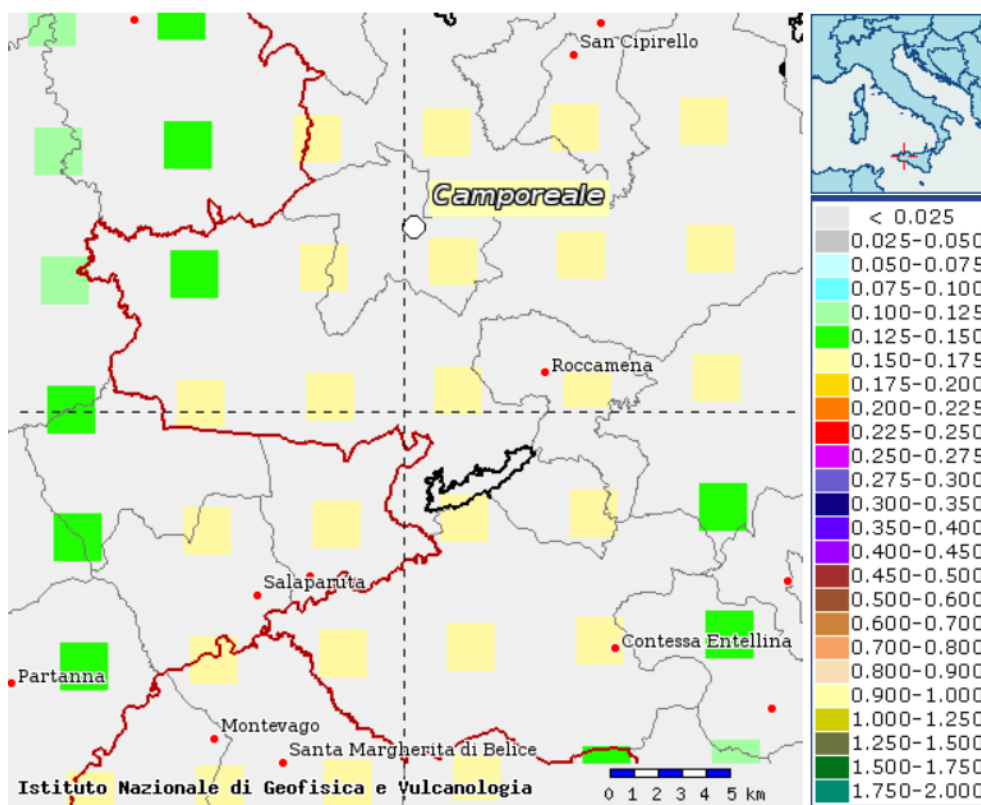 San Cipirello
Camporeale
Roccamena
Salaparuta
Contessa Entellina
Partanna
Montevago
Santa Margherita di Belice
Istituto Nazionale di Geofisica e Vulcanologia
0 1 2 3 4 5 km
< 0.025
0.025-0.050
0.050-0.075
0.075-0.100
0.100-0.125
0.125-0.150
0.150-0.175
0.175-0.200
0.200-0.225
0.225-0.250
0.250-0.275
0.275-0.300
0.300-0.350
0.350-0.400
0.400-0.450
0.450-0.500
0.500-0.600
0.600-0.700
0.700-0.800
0.800-0.900
0.900-1.000
1.000-1.250
1.250-1.500
1.500-1.750
1.750-2.000